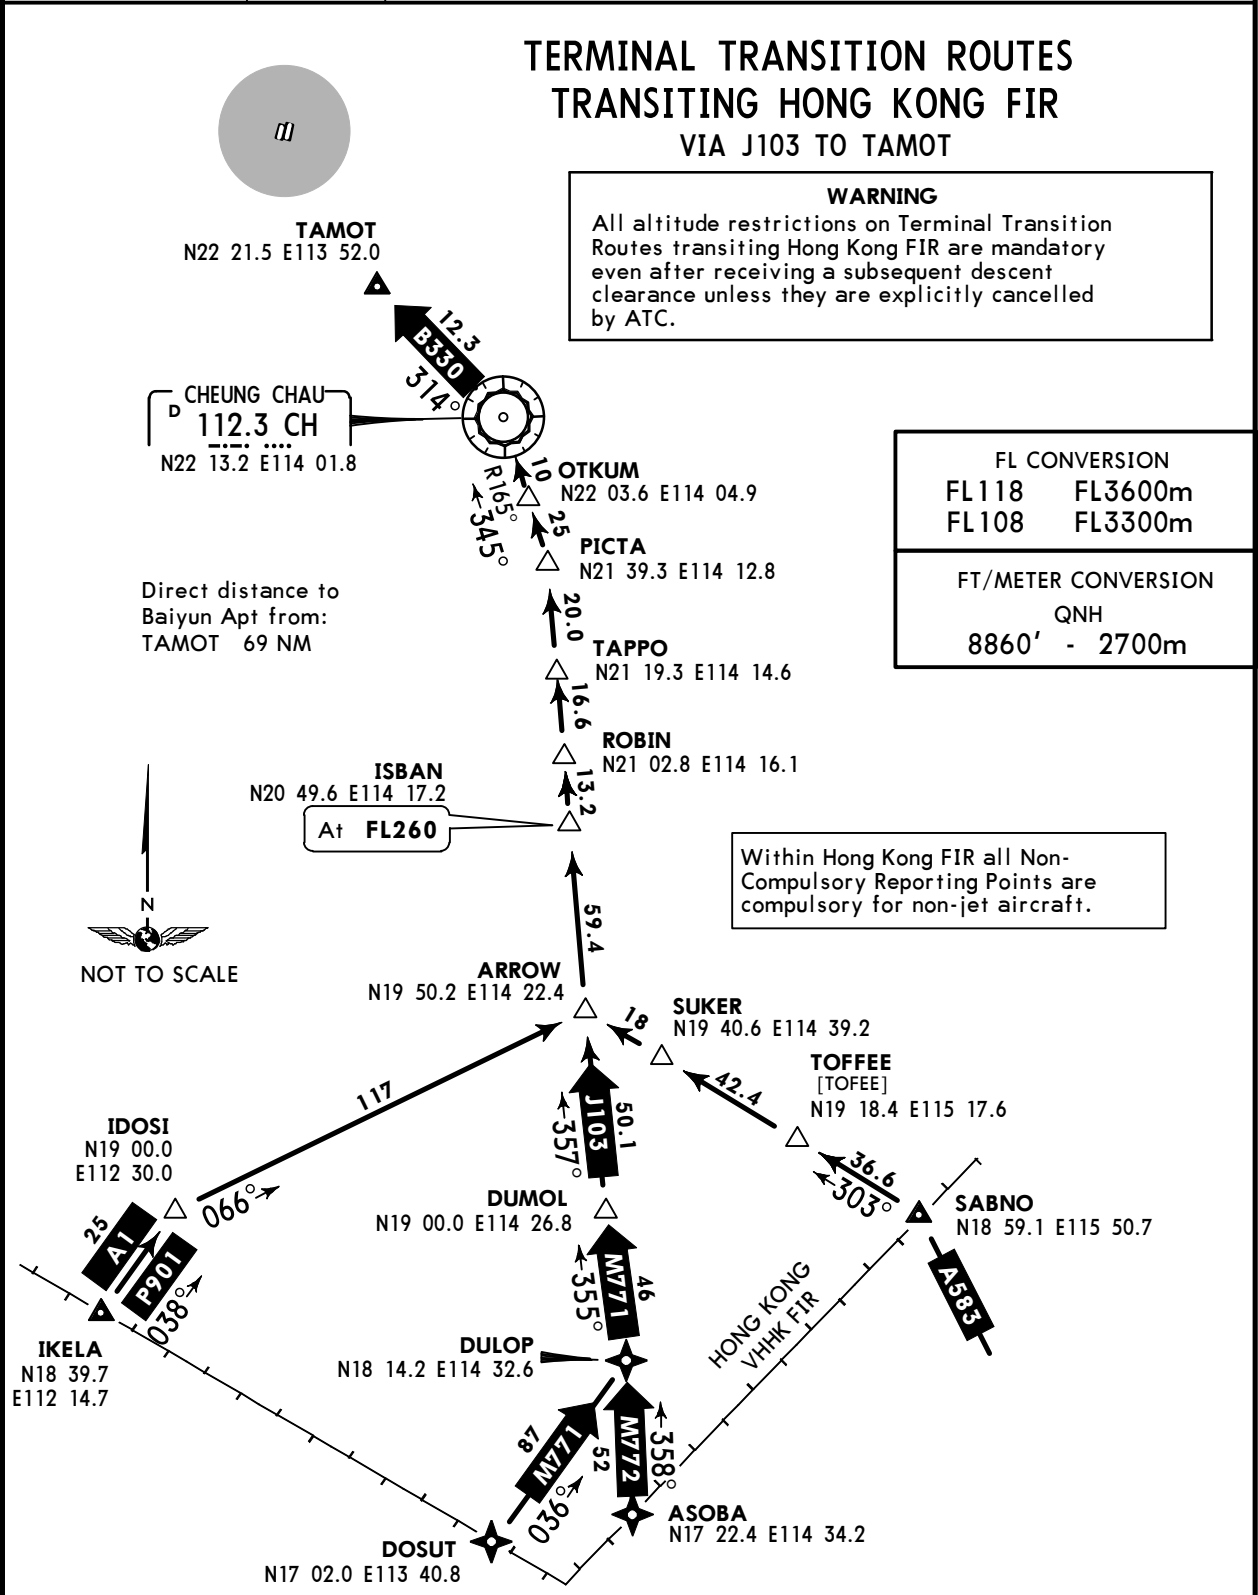 TERMINAL TRANSITION ROUTES
TRANSITING HONG KONG FIR
VIA J103 TO TAMOT
WARNING
All altitude restrictions on Terminal Transition
Routes transiting Hong Kong FIR are mandatory
even after receiving a subsequent descent
clearance unless they are explicitly cancelled
by ATC.
TAMOT
N22 21.5 E113 52.0
12.3
B330
314°
CHEUNG CHAU
D 112.3 CH
N22 13.2 E114 01.8
FL CONVERSION
FL118 FL3600m
FL108 FL3300m
FT/METER CONVERSION
QNH
8860' - 2700m
10
R165°
345°
OTKUM
N22 03.6 E114 04.9
25
PICTA
N21 39.3 E114 12.8
Direct distance to
Baiyun Apt from:
TAMOT 69 NM
20.0
TAPPO
N21 19.3 E114 14.6
16.6
ROBIN
N21 02.8 E114 16.1
13.2
ISBAN
N20 49.6 E114 17.2
At FL260
Within Hong Kong FIR all Non-
Compulsory Reporting Points are
compulsory for non-jet aircraft.
N
NOT TO SCALE
59.4
ARROW
N19 50.2 E114 22.4
18
SUKER
N19 40.6 E114 39.2
42.4
TOFFEE
[TOFEE]
N19 18.4 E115 17.6
117
J103
50.1
357°
36.6
303°
IDOSI
N19 00.0
E112 30.0
066°
DUMOL
N19 00.0 E114 26.8
SABNO
N18 59.1 E115 50.7
A583
25
A1
P901
038°
M771
46
355°
HONG KONG
VHHK FIR
IKELA
N18 39.7
E112 14.7
DULOP
N18 14.2 E114 32.6
87
M771
52
036°
M772
358°
ASOBA
N17 22.4 E114 34.2
DOSUT
N17 02.0 E113 40.8